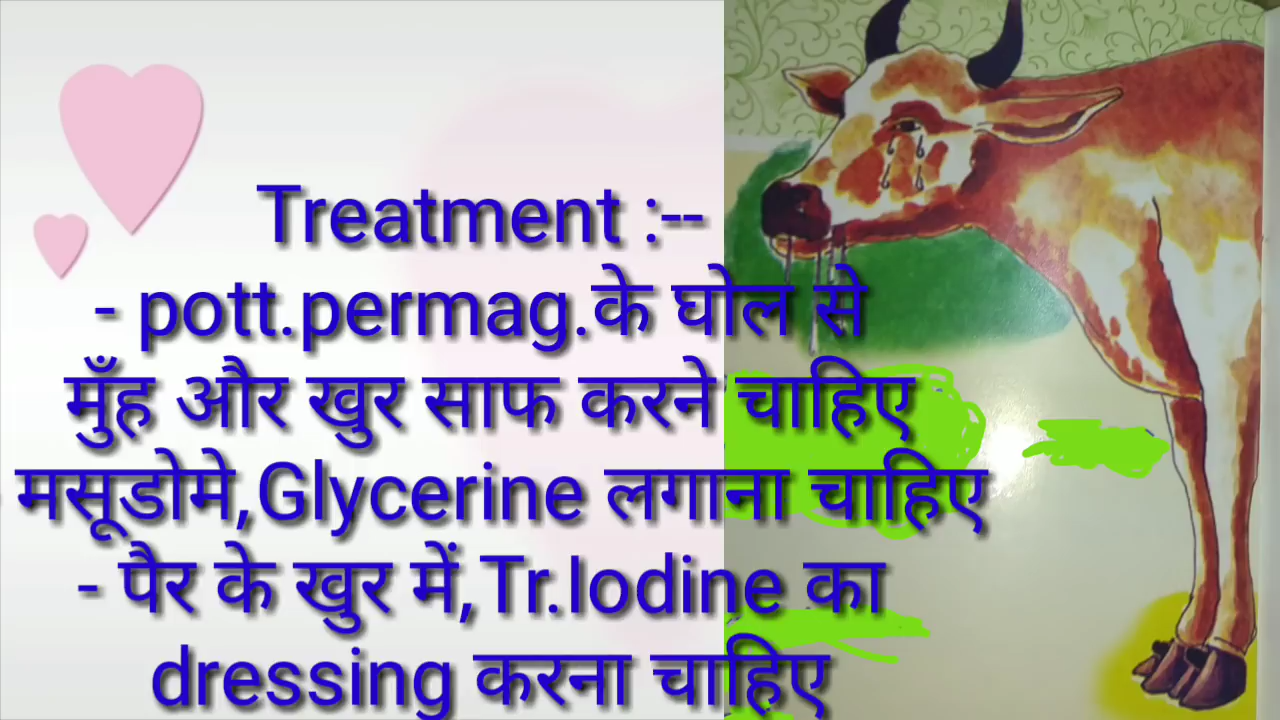 Treatment :--
- pott.permag.के घोल से
मुँह और खुर साफ करने चाहिए
- मसूडोमे,Glycerine लगाना चाहिए
- पैर के खुर में,Tr.Iodine का
dressing करना चाहिए